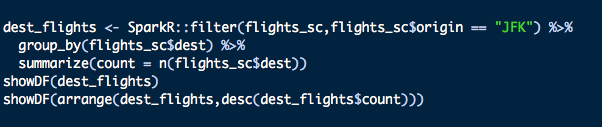 dest_flights <- SparkR::filter(flights_sc,flights_sc$origin == "JFK") %>%
  group_by(flights_sc$dest) %>%
  summarize(count = n(flights_sc$dest))
showDF(dest_flights)
showDF(arrange(dest_flights,desc(dest_flights$count)))